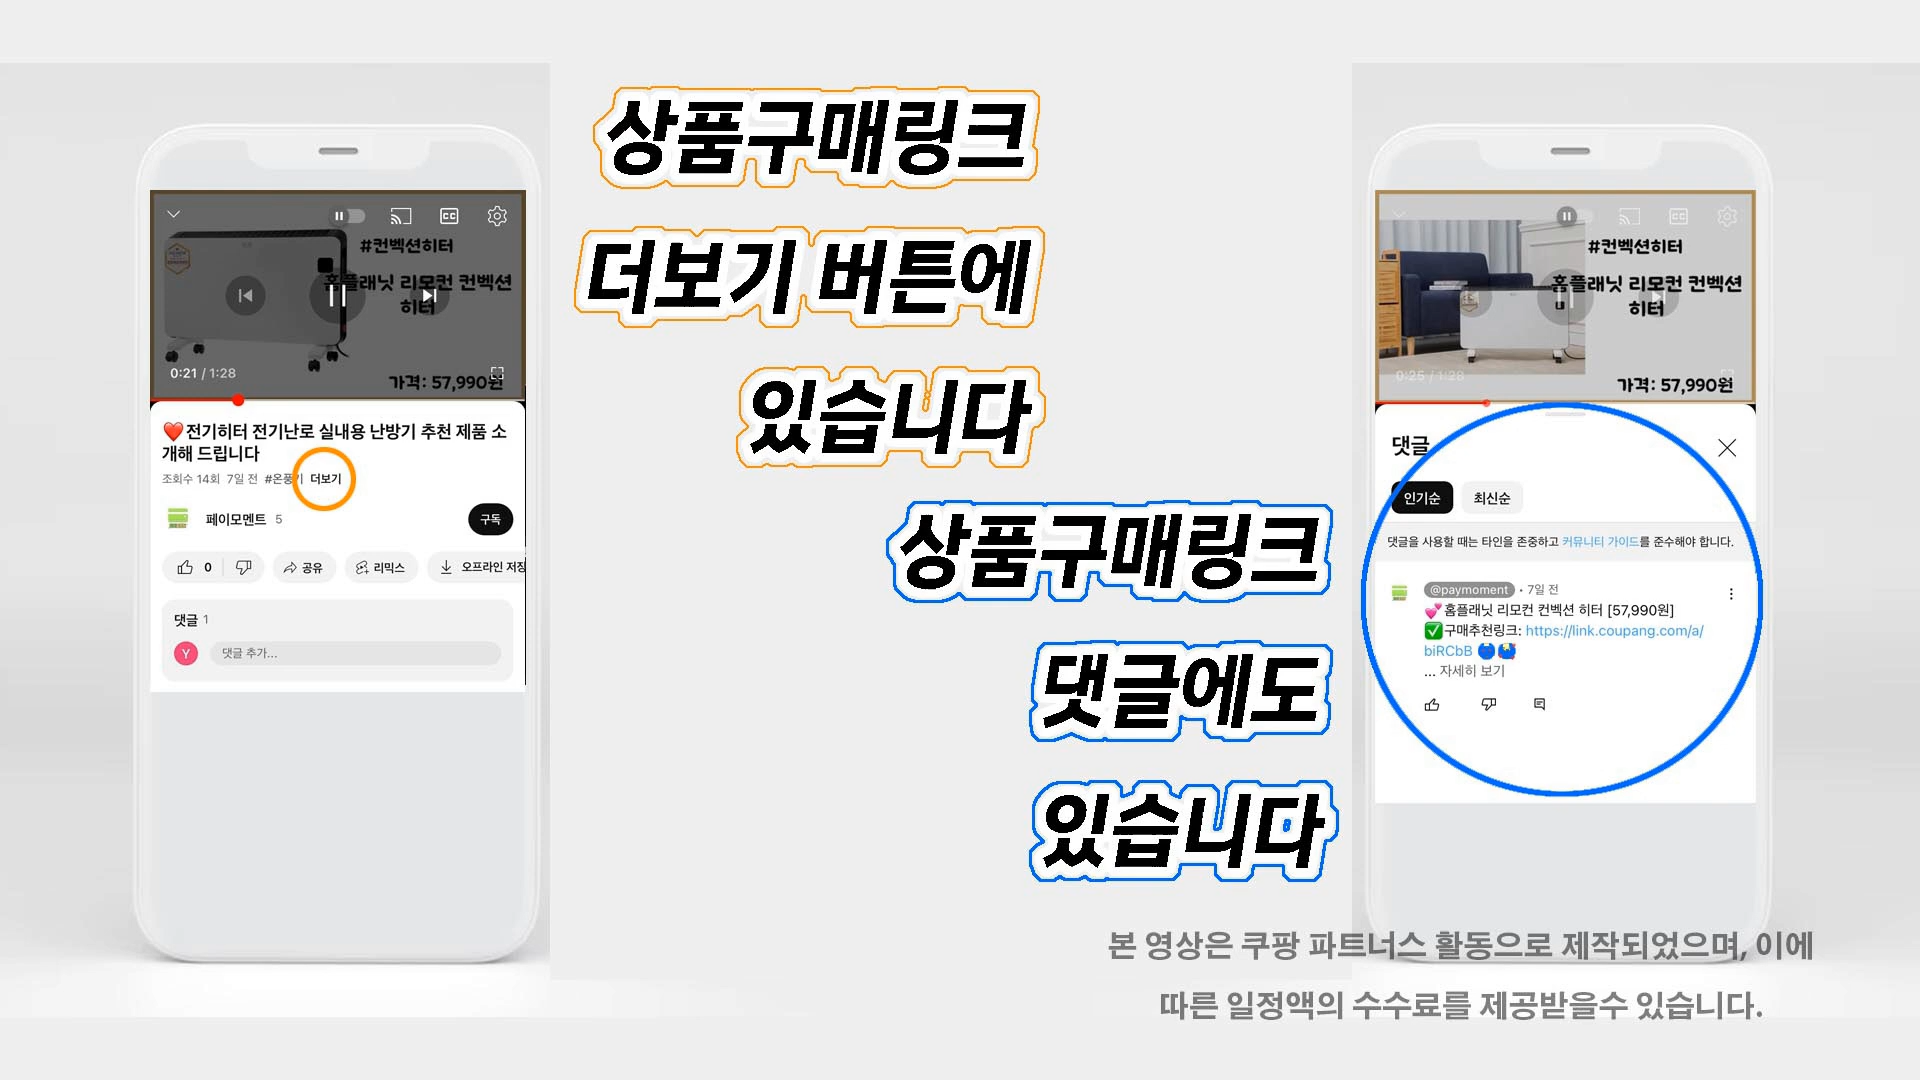 상품구매링크
더보기 버튼에
있습니다
상품구매링크
댓글에도
있습니다
#컨벡션히터
홈플래닛 리모컨 컨벡션
히터
0:21 / 1:28
가격: 57,990원
❤️전기히터 전기난로 실내용 난방기 추천 제품 소
개해 드립니다
조회수 14회 7일 전 #온풍기 더보기
페이모멘트 5
구독
0
공유
리믹스
오프라인 저장
댓글 1
Y
댓글 추가...
#컨벡션히터
홈플래닛 리모컨 컨벡션
히터
0:25 / 1:28
가격: 57,990원
댓글
인기순
최신순
댓글을 사용할 때는 타인을 존중하고 커뮤니티 가이드를 준수해야 합니다.
@paymoment • 7일 전
💕홈플래닛 리모컨 컨벡션 히터 [57,990원]
✅구매추천링크: https://link.coupang.com/a/
biRCbB
... 자세히 보기
본 영상은 쿠팡 파트너스 활동으로 제작되었으며, 이에
따른 일정액의 수수료를 제공받을수 있습니다.